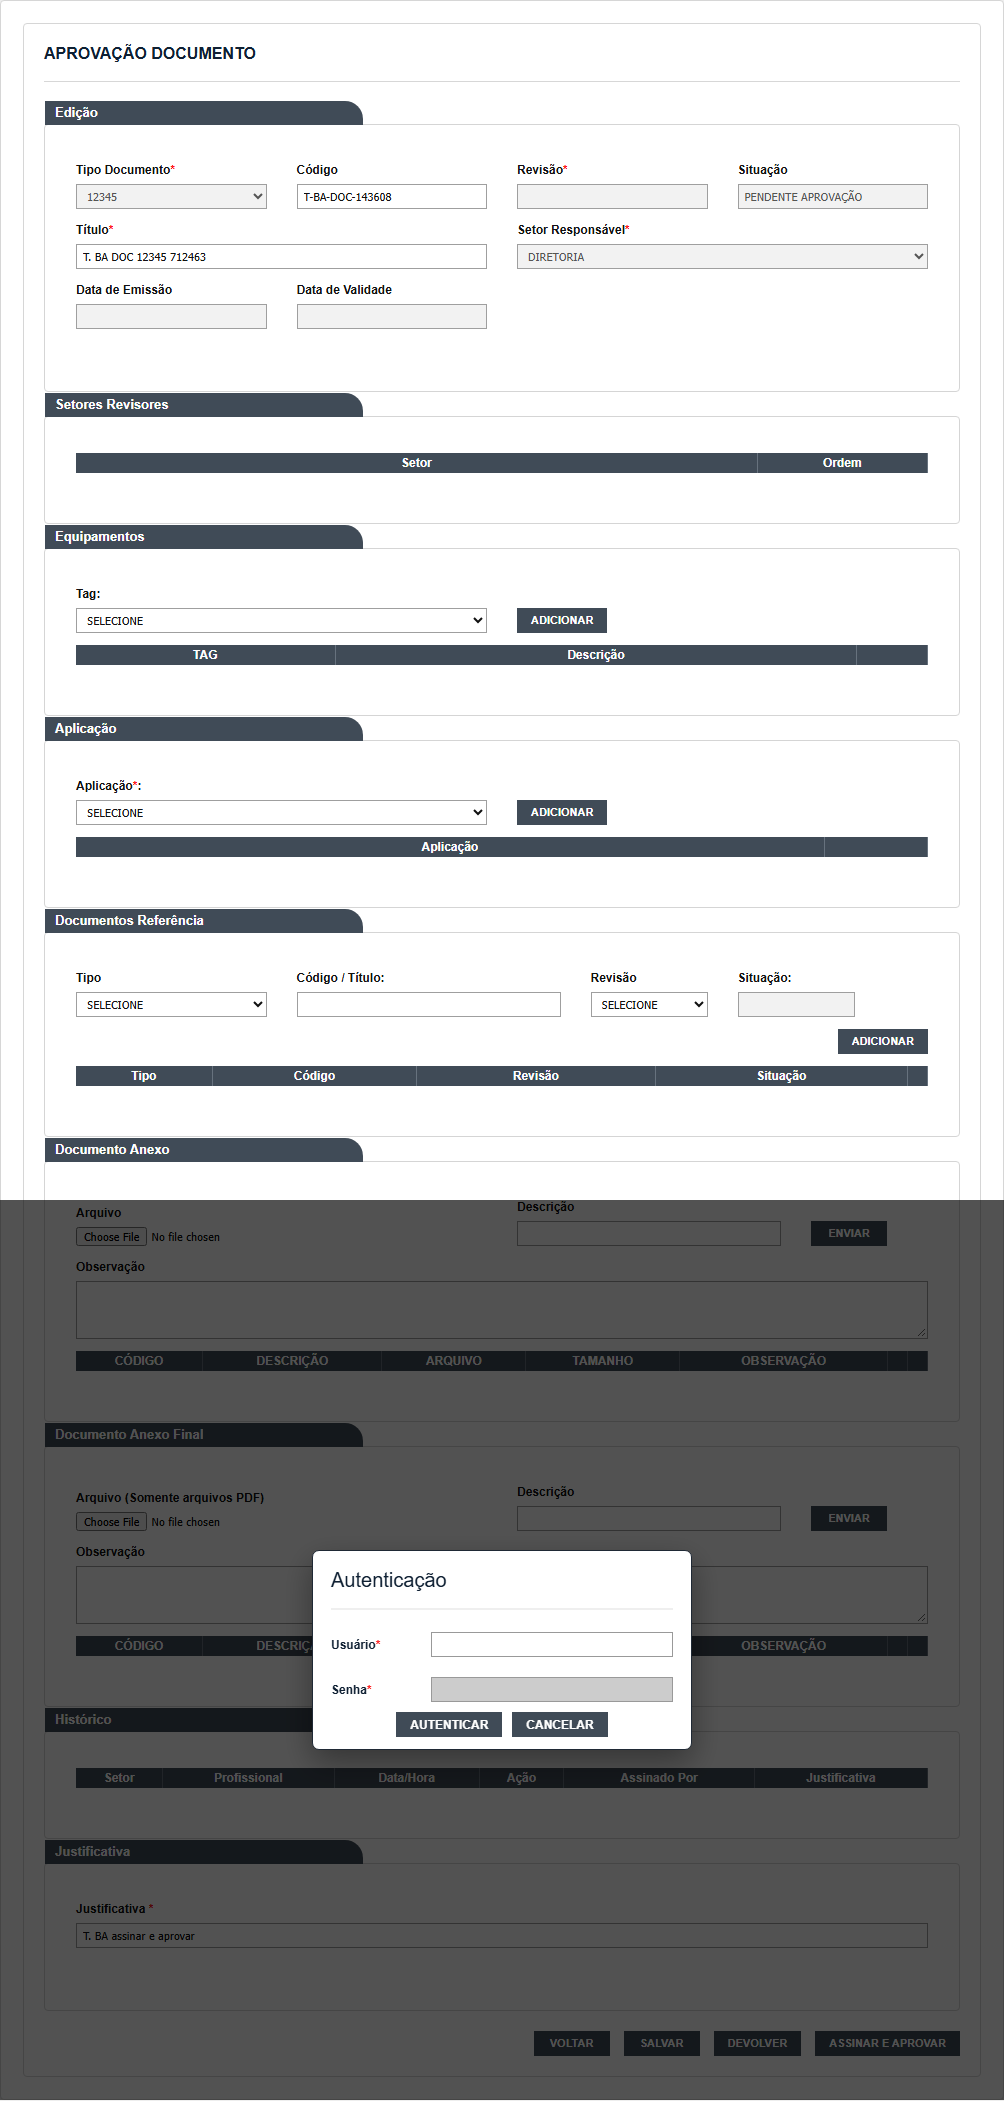 APROVAÇÃO DOCUMENTO
Edição
Tipo Documento* Código Revisão* Situação
12345 T-BA-DOC-143608 PENDENTE APROVAÇÃO
Título* Setor Responsável*
T. BA DOC 12345 712463 DIRETORIA
Data de Emissão Data de Validade
Setores Revisores
Setor Ordem
Equipamentos
Tag:
SELECIONE ADICIONAR
TAG Descrição
Aplicação
Aplicação*:
SELECIONE ADICIONAR
Aplicação
Documentos Referência
Tipo Código / Título: Revisão Situação:
SELECIONE SELECIONE
ADICIONAR
Tipo Código Revisão Situação
Documento Anexo
Arquivo Descrição
Choose File No file chosen ENVIAR
Observação
CÓDIGO DESCRIÇÃO ARQUIVO TAMANHO OBSERVAÇÃO
Documento Anexo Final
Arquivo (Somente arquivos PDF) Descrição
Choose File No file chosen ENVIAR
Observação
CÓDIGO DESCRIÇ OBSERVAÇÃO
Autenticação
Usuário*
Senha*
AUTENTICAR CANCELAR
Histórico
Setor Profissional Data/Hora Ação Assinado Por Justificativa
Justificativa
Justificativa *
T. BA assinar e aprovar
VOLTAR SALVAR DEVOLVER ASSINAR E APROVAR